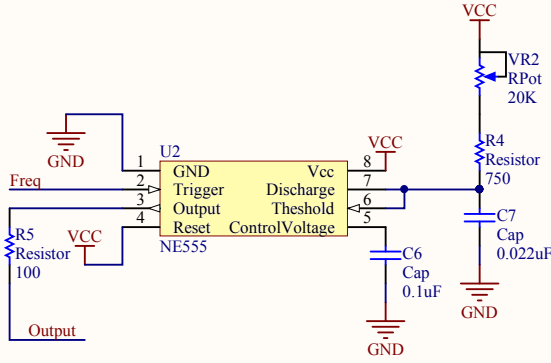 VCC
VR2
RPot
20K
R4
Resistor
750
U2
VCC
GND
1
GND
Vcc
8
Freq
2
Trigger
Discharge
7
3
Output
Theshold
6
4
Reset
ControlVoltage
5
NE555
R5
Resistor
100
VCC
C7
Cap
0.022uF
C6
Cap
0.1uF
GND
Output
GND